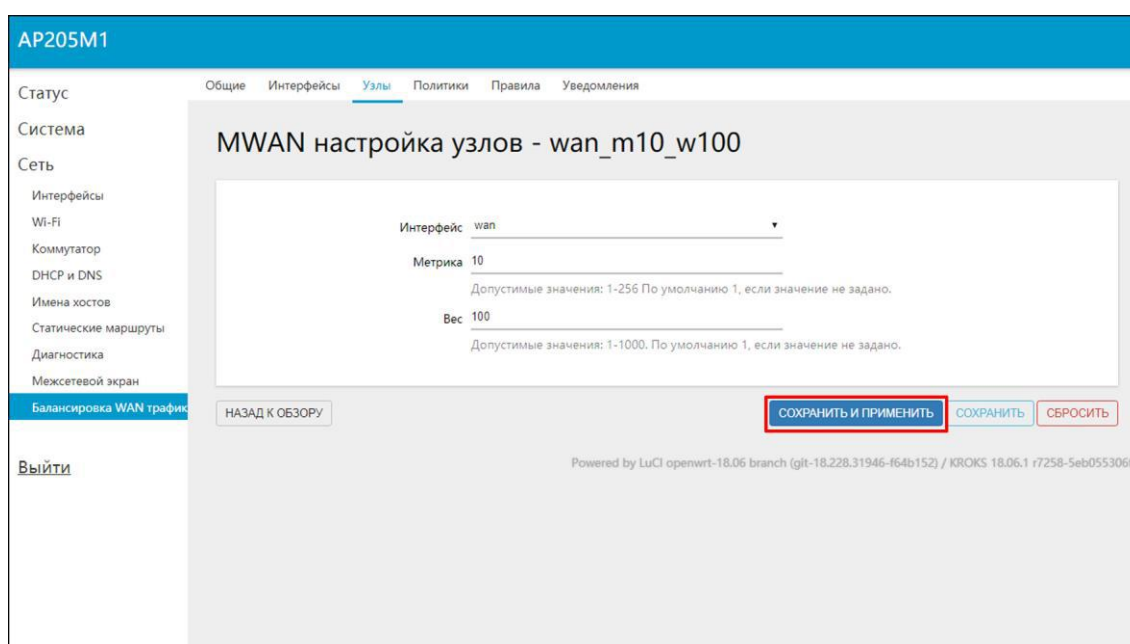 AP205M1
Статус
Система
Сеть
Интерфейсы
Wi-Fi
Коммутатор
DHCP и DNS
Имена хостов
Статические маршруты
Диагностика
Межсетевой экран
Балансировка WAN трафик
Выйти
Общие Интерфейсы Узлы Политики Правила Уведомления
MWAN настройка узлов - wan_m10_w100
Интерфейс wan
Метрика 10
Допустимые значения: 1-256 По умолчанию 1, если значение не задано.
Вес 100
Допустимые значения: 1-1000. По умолчанию 1, если значение не задано.
НАЗАД К ОБЗОРУ СОХРАНИТЬ И ПРИМЕНИТЬ СОХРАНИТЬ СБРОСИТЬ
Powered by LuCI openwrt-18.06 branch (git-18.228.31946-f64b152) / KROKS 18.06.1 r7258-5eb055306